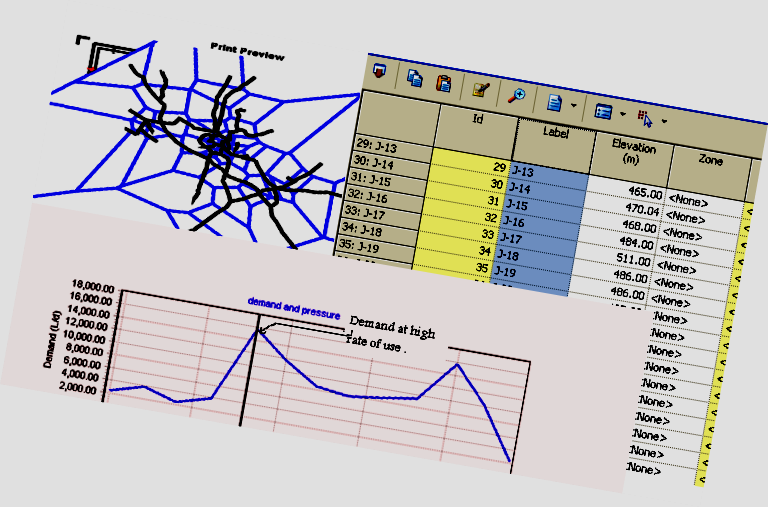 Print Preview
Id Label Elevation (m) Zone
29: J-13 29 J-13 465.00 <None>
30: J-14 30 J-14 470.04 <None>
31: J-15 31 J-15 468.00 <None>
32: J-16 32 J-16 484.00 <None>
33: J-17 33 J-17 511.00 <None>
34: J-18 34 J-18 486.00 <None>
35: J-19 35 J-19 486.00 <None>
None>
None>
None>
None>
None>
None>
None>
None>
None>
None>
demand and pressure
Demand (L/d)
18,000.00
16,000.00
14,000.00
12,000.00
10,000.00
8,000.00
6,000.00
4,000.00
2,000.00
Demand at high
rate of use .